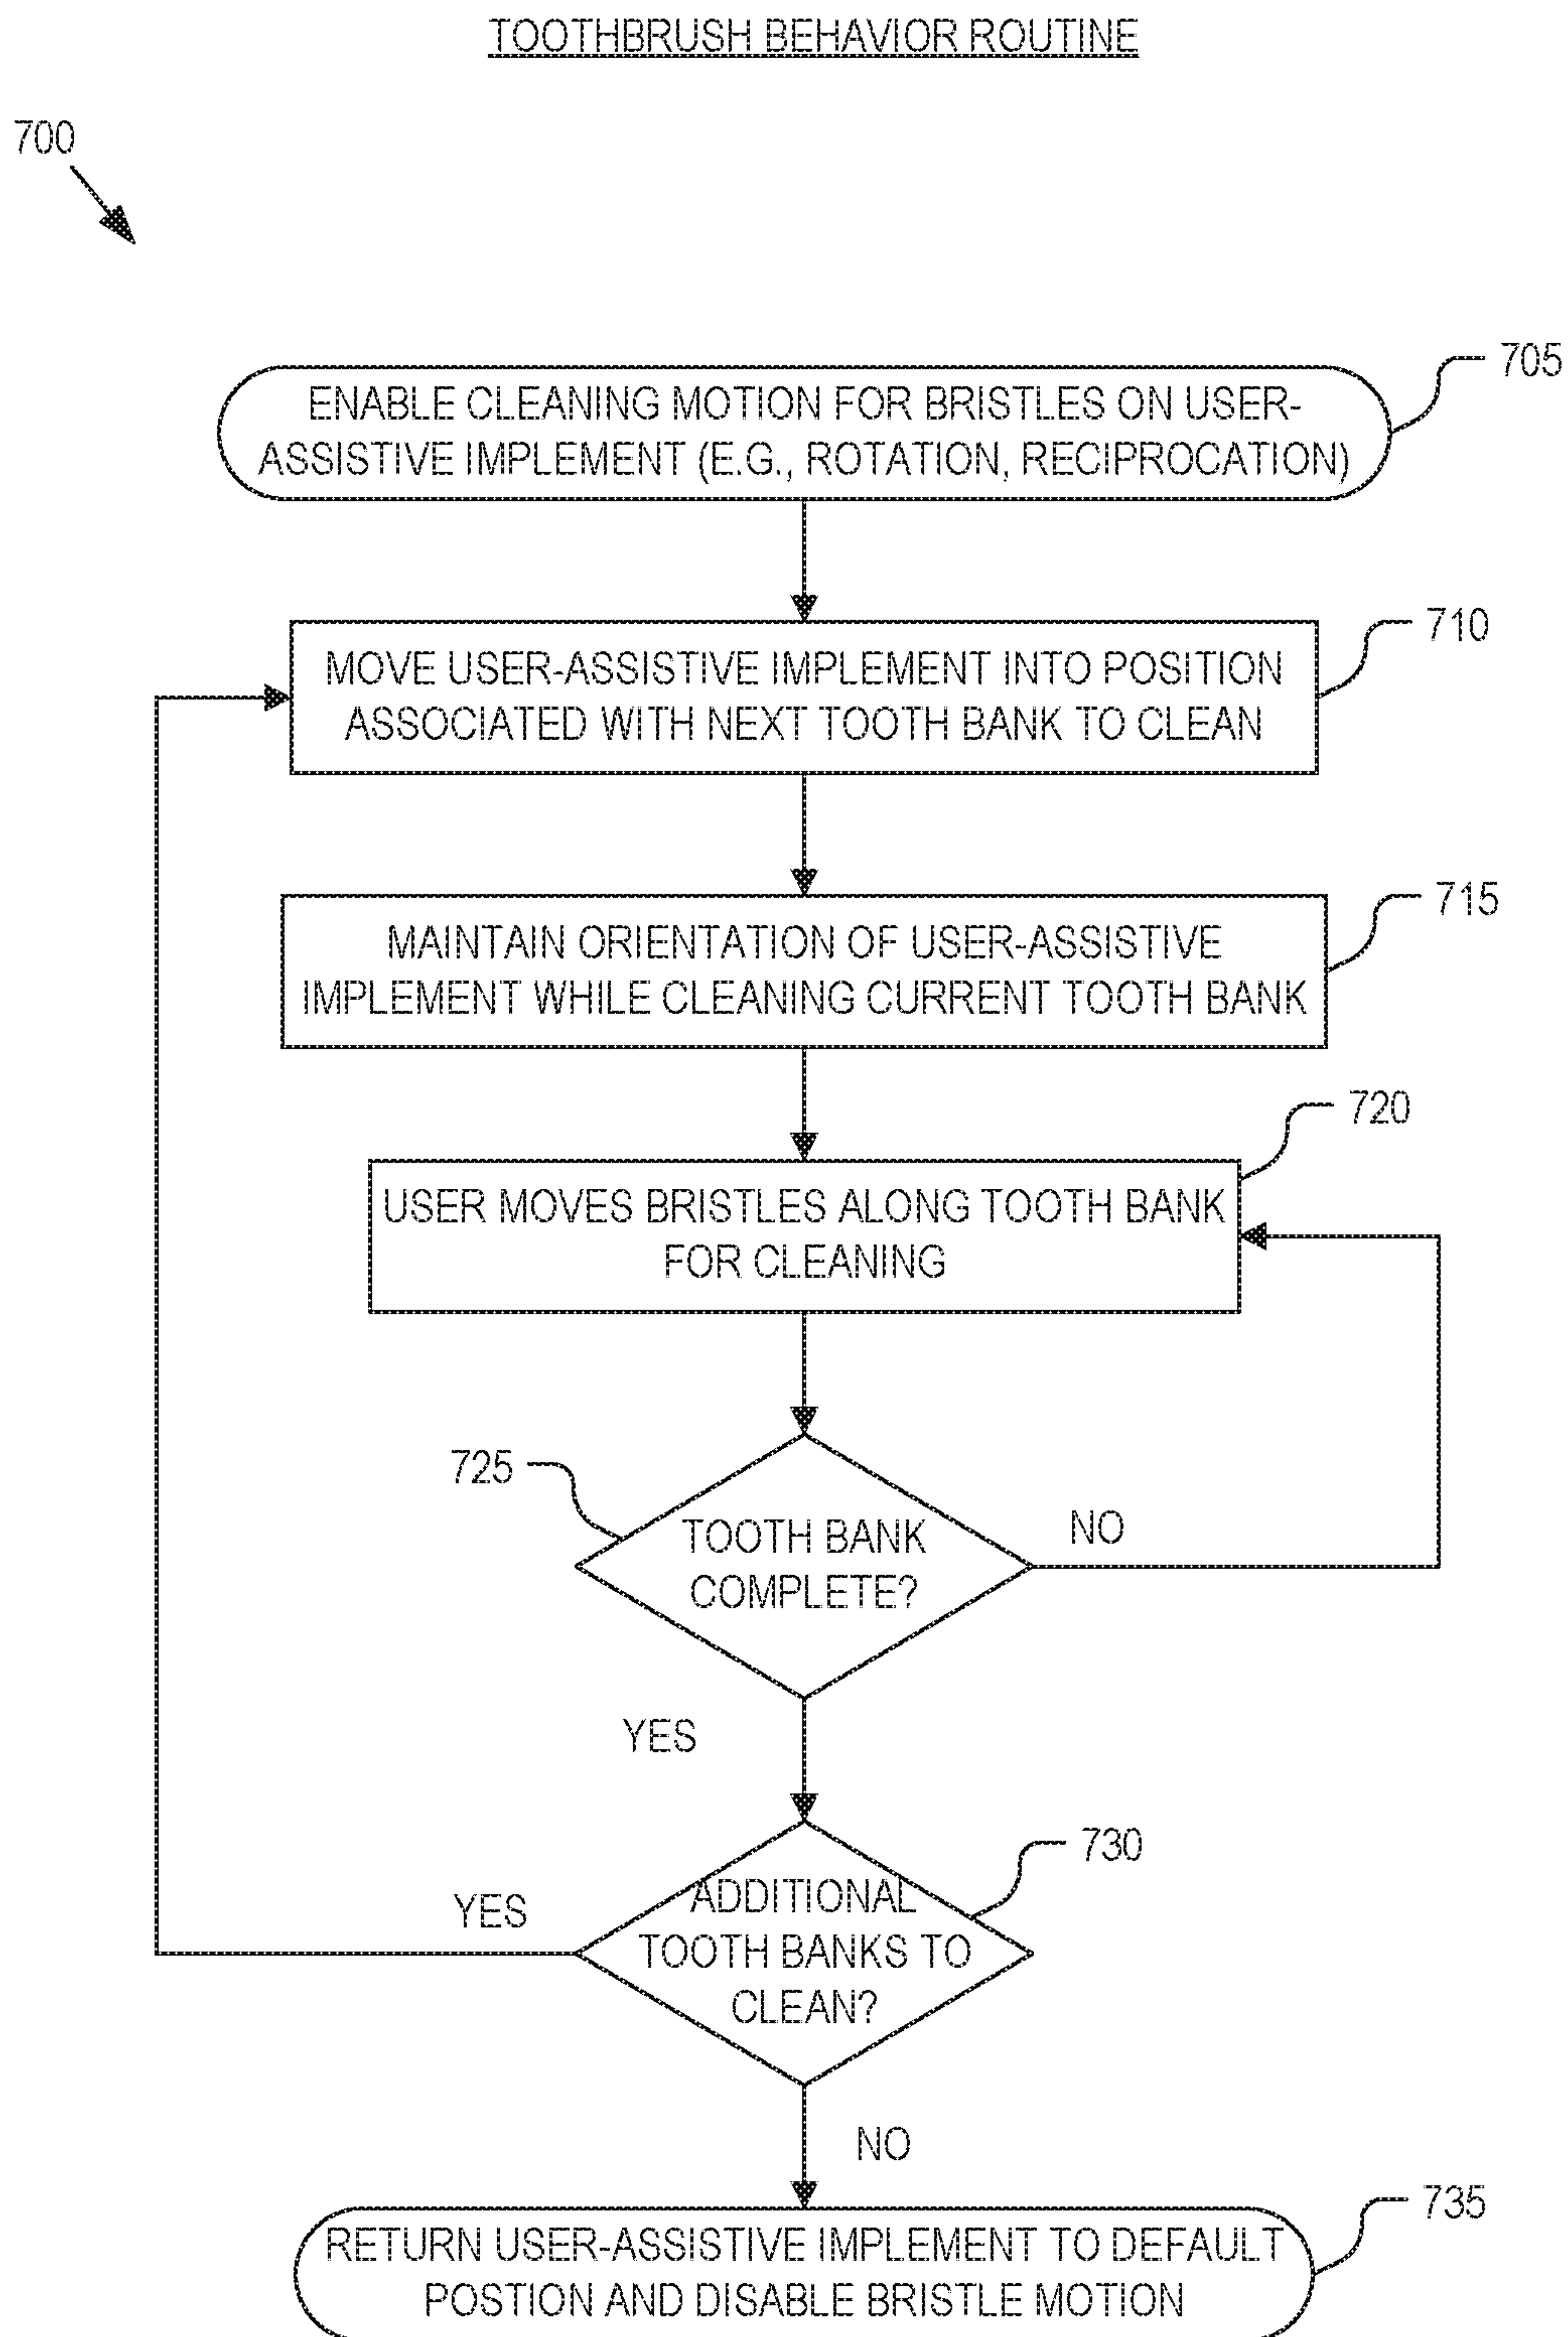 TOOTHBRUSH BEHAVIOR ROUTINE
700
705
ENABLE CLEANING MOTION FOR BRISTLES ON USER-
ASSISTIVE IMPLEMENT (E.G., ROTATION, RECIPROCATION)
710
MOVE USER-ASSISTIVE IMPLEMENT INTO POSITION
ASSOCIATED WITH NEXT TOOTH BANK TO CLEAN
715
MAINTAIN ORIENTATION OF USER-ASSISTIVE
IMPLEMENT WHILE CLEANING CURRENT TOOTH BANK
720
USER MOVES BRISTLES ALONG TOOTH BANK
FOR CLEANING
725
TOOTH BANK
COMPLETE?
NO
YES
730
ADDITIONAL
TOOTH BANKS TO
CLEAN?
YES
NO
735
RETURN USER-ASSISTIVE IMPLEMENT TO DEFAULT
POSTION AND DISABLE BRISTLE MOTION